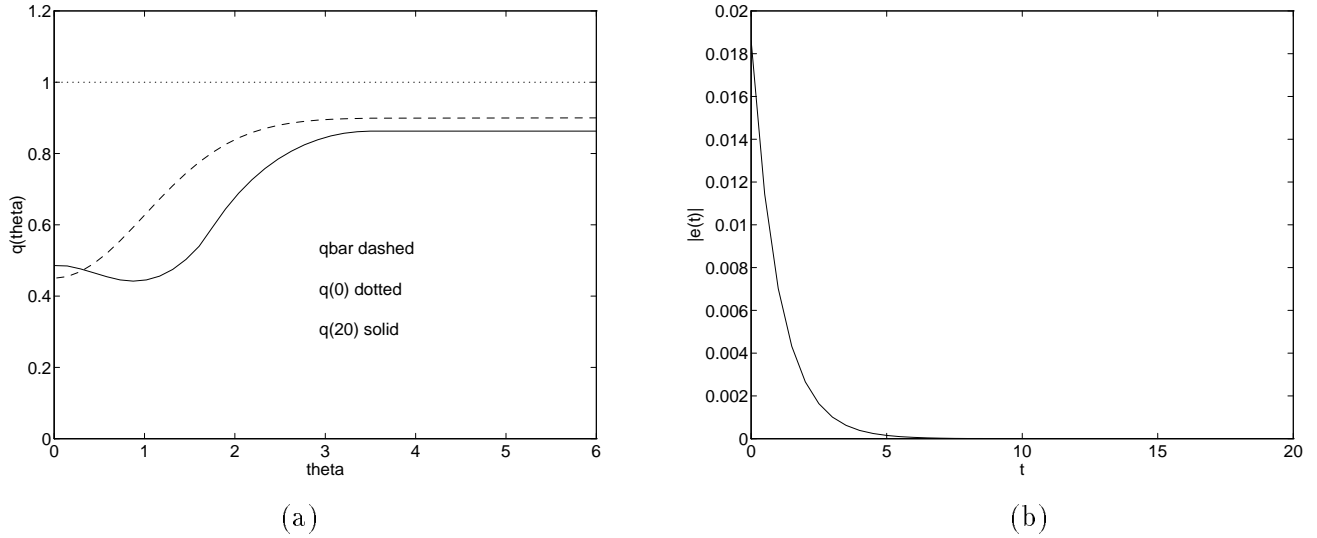 1.2
1
0.8
0.6
0.4
0.2
0
q(theta)
qbar dashed
q(0) dotted
q(20) solid
0 1 2 3 4 5 6
theta
(a)
0.02
0.018
0.016
0.014
0.012
0.01
0.008
0.006
0.004
0.002
0
|e(t)|
0 5 10 15 20
t
(b)